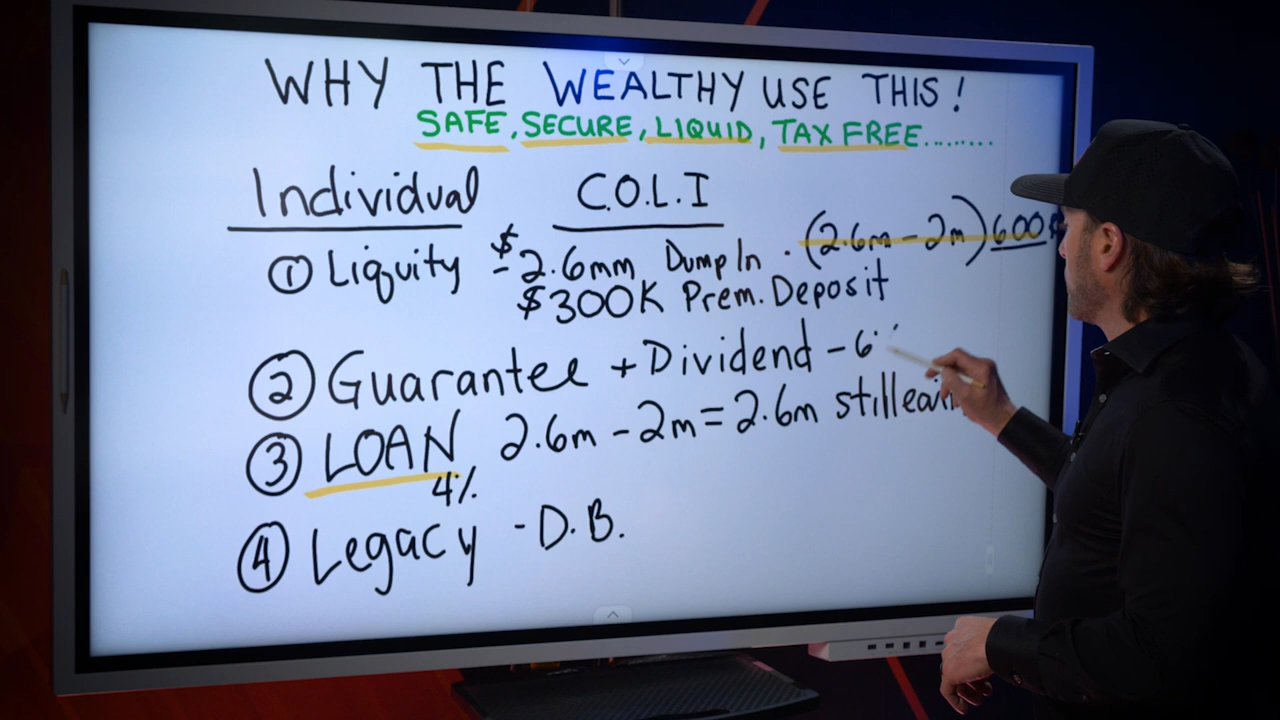 WHY THE WEALTHY USE THIS!
SAFE, SECURE, LIQUID, TAX FREE.........
Individual C.O.L.I
① Liquity $2.6mm Dump In . (2.6m - 2m) 600
$300K Prem. Deposit
② Guarantee + Dividend - 6
③ LOAN 2.6m - 2m = 2.6m still
4%
④ Legacy - D.B.